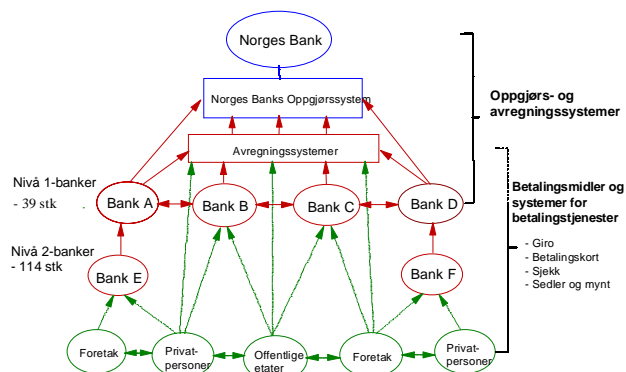 Norges Bank
Norges Banks Oppgjørssystem
Oppgjørs- og
avregningssystemer
Avregningssystemer
Nivå 1-banker
- 39 stk
Bank A
Bank B
Bank C
Bank D
Betalingsmidler og
systemer for
betalingstjenester
- Giro
- Betalingskort
- Sjekk
- Sedler og mynt
Nivå 2-banker
- 114 stk
Bank E
Bank F
Foretak
Privat-
personer
Offentlige
etater
Foretak
Privat-
personer